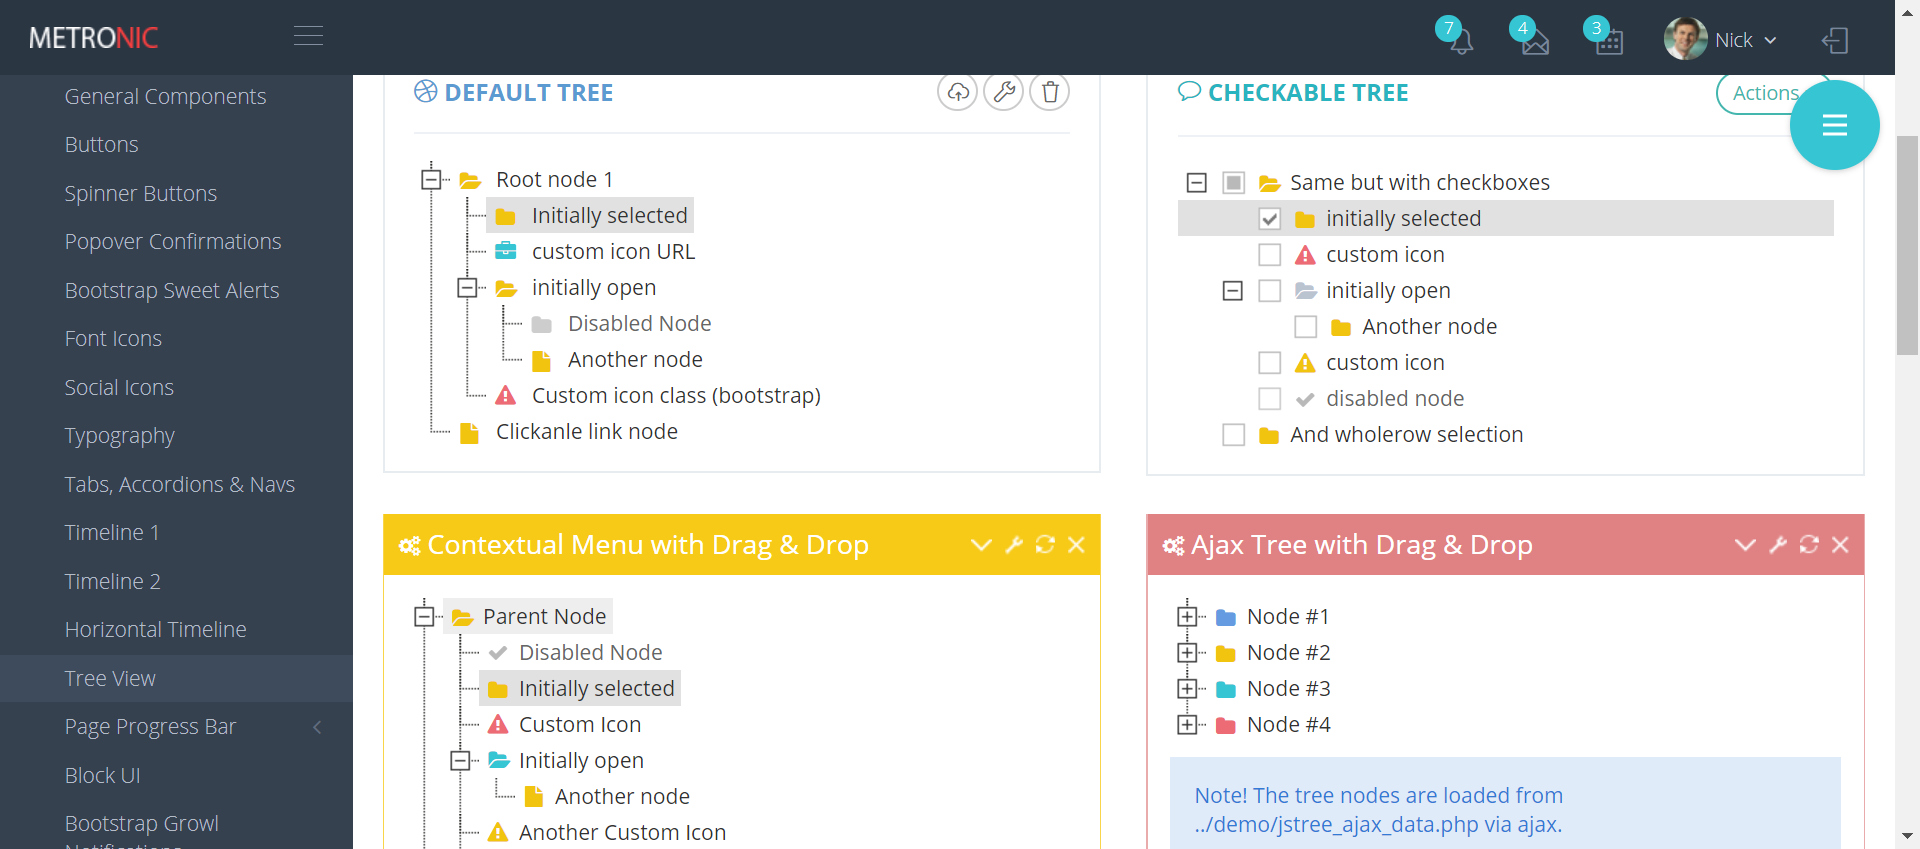 METRONIC
7
4
3
Nick
General Components
Buttons
Spinner Buttons
Popover Confirmations
Bootstrap Sweet Alerts
Font Icons
Social Icons
Typography
Tabs, Accordions & Navs
Timeline 1
Timeline 2
Horizontal Timeline
Tree View
Page Progress Bar
Block UI
Bootstrap Growl
Notifications
DEFAULT TREE
Root node 1
Initially selected
custom icon URL
initially open
Disabled Node
Another node
Custom icon class (bootstrap)
Clickanle link node
CHECKABLE TREE
Actions
Same but with checkboxes
initially selected
custom icon
initially open
Another node
custom icon
disabled node
And wholerow selection
Contextual Menu with Drag & Drop
Parent Node
Disabled Node
Initially selected
Custom Icon
Initially open
Another node
Another Custom Icon
Ajax Tree with Drag & Drop
Node #1
Node #2
Node #3
Node #4
Note! The tree nodes are loaded from
../demo/jstree_ajax_data.php via ajax.